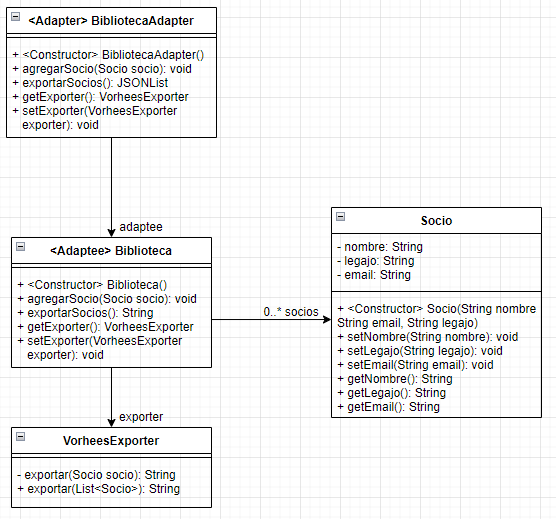 <Adapter> BibliotecaAdapter
+ <Constructor> BibliotecaAdapter()
+ agregarSocio(Socio socio): void
+ exportarSocios(): JSONList
+ getExporter(): VorheesExporter
+ setExporter(VorheesExporter
exporter): void
adaptee
<Adaptee> Biblioteca
+ <Constructor> Biblioteca()
+ agregarSocio(Socio socio): void
+ exportarSocios(): String
+ getExporter(): VorheesExporter
+ setExporter(VorheesExporter
exporter): void
0..* socios
Socio
- nombre: String
- legajo: String
- email: String
+ <Constructor> Socio(String nombre
String email, String legajo)
+ setNombre(String nombre): void
+ setLegajo(String legajo): void
+ setEmail(String email): void
+ getNombre(): String
+ getLegajo(): String
+ getEmail(): String
exporter
VorheesExporter
- exportar(Socio socio): String
+ exportar(List<Socio>): String